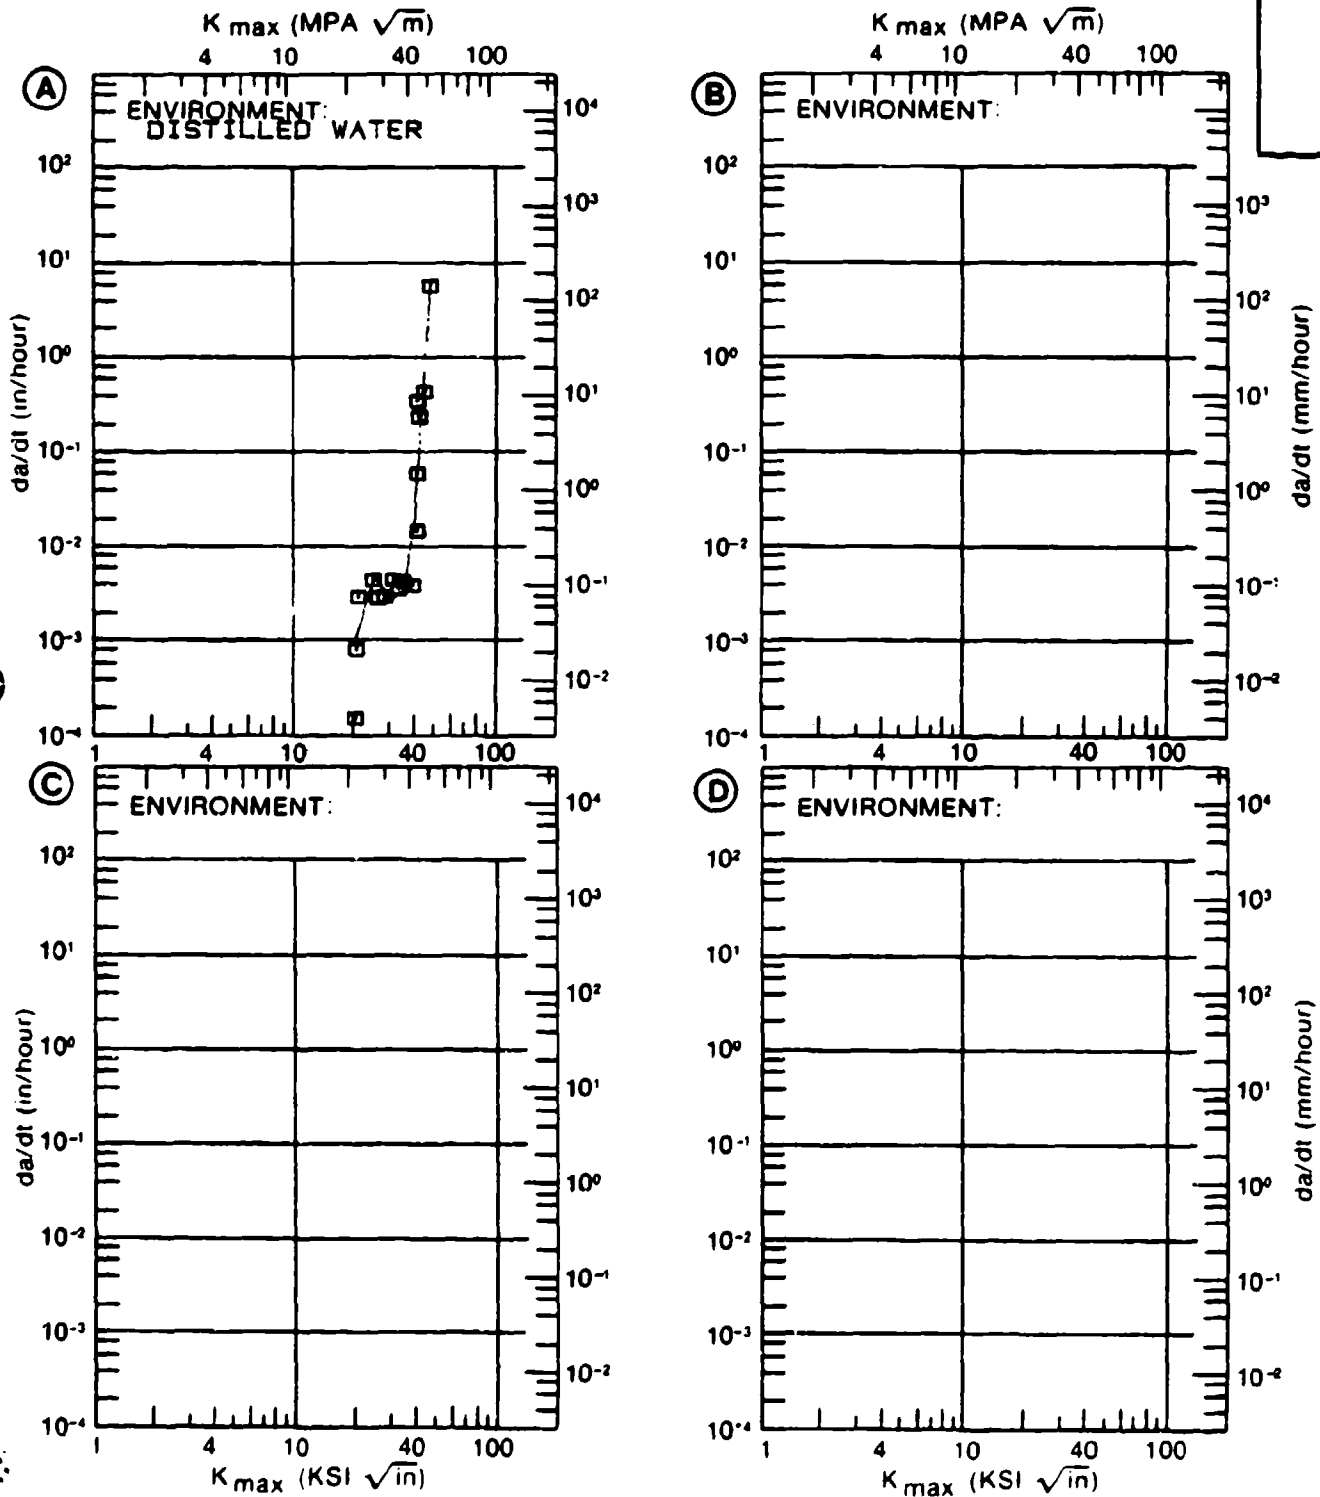 K max (MPA √m)
4 10 40 100
K max (MPA √m)
4 10 40 100
A
ENVIRONMENT:
DISTILLED WATER
10⁴
10²
10³
10¹
10²
10⁰
10¹
10⁻¹
10⁰
10⁻²
10⁻¹
10⁻³
10⁻²
10⁻⁴
1 4 10 40 100
da/dt (in/hour)
B
ENVIRONMENT:
10²
10³
10¹
10²
10⁰
10¹
10⁻¹
10⁰
10⁻²
10⁻¹
10⁻³
10⁻²
10⁻⁴
1 4 10 40 100
da/dt (mm/hour)
C
ENVIRONMENT:
10⁴
10²
10³
10¹
10²
10⁰
10¹
10⁻¹
10⁰
10⁻²
10⁻¹
10⁻³
10⁻²
10⁻⁴
1 4 10 40 100
da/dt (in/hour)
K max (KSI √in)
D
ENVIRONMENT:
10⁴
10²
10³
10¹
10²
10⁰
10¹
10⁻¹
10⁰
10⁻²
10⁻¹
10⁻³
10⁻²
10⁻⁴
1 4 10 40 100
da/dt (mm/hour)
K max (KSI √in)